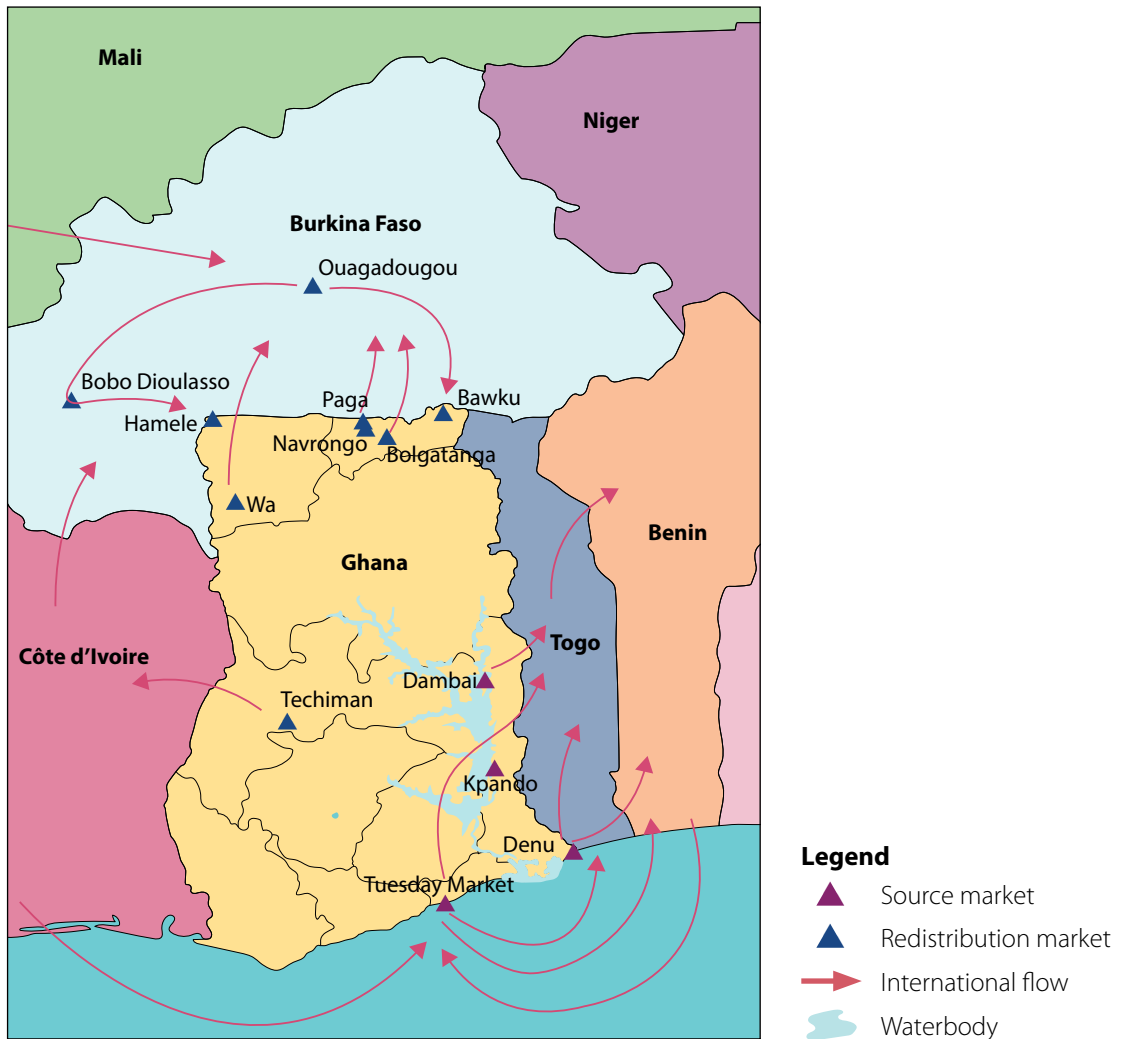 Mali
Niger
Burkina Faso
Ouagadougou
Bobo Dioulasso
Paga
Bawku
Hamele
Navrongo
Bolgatanga
Wa
Benin
Ghana
Togo
Côte d'Ivoire
Dambai
Techiman
Kpando
Denu
Tuesday Market
Legend
Source market
Redistribution market
International flow
Waterbody